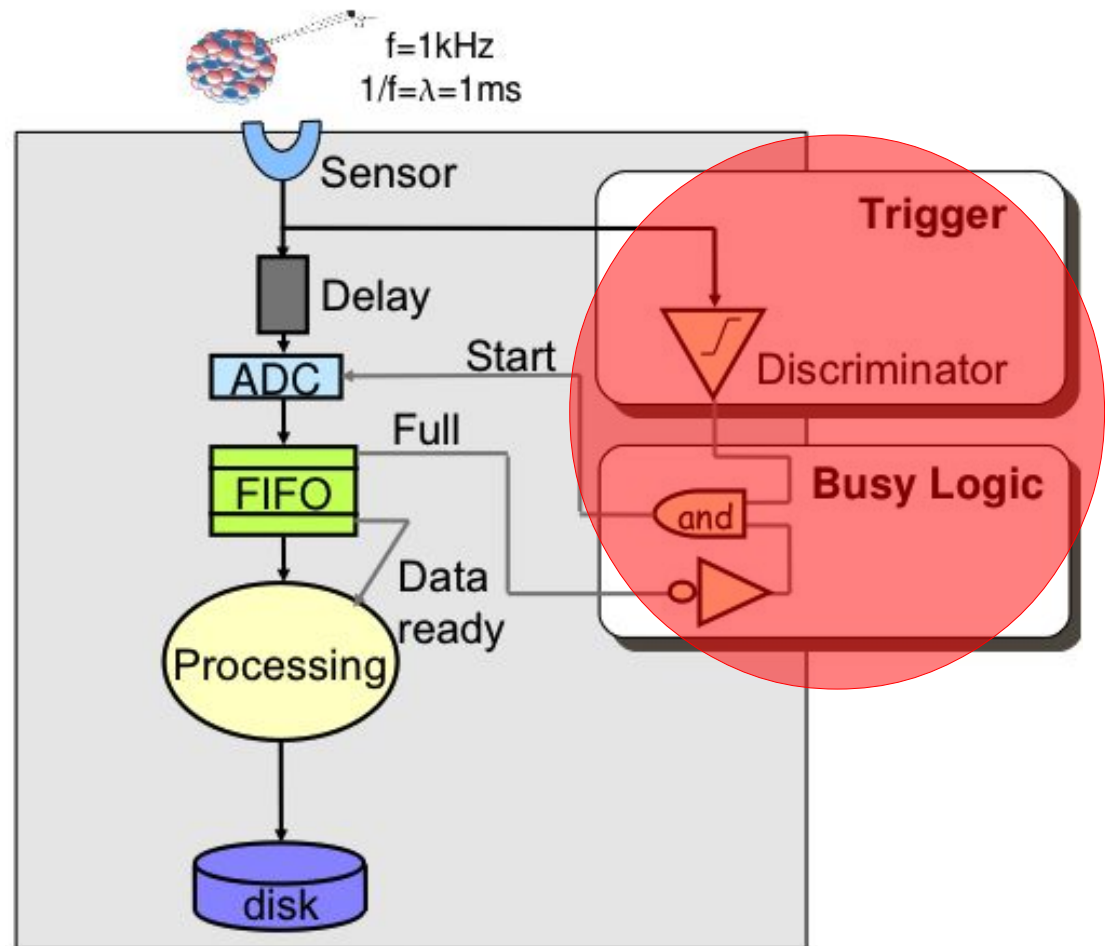 f=1kHz
1/f=λ=1ms
Sensor
Trigger
Delay
Start
Discriminator
ADC
Full
FIFO
Busy Logic
and
Data
ready
Processing
disk